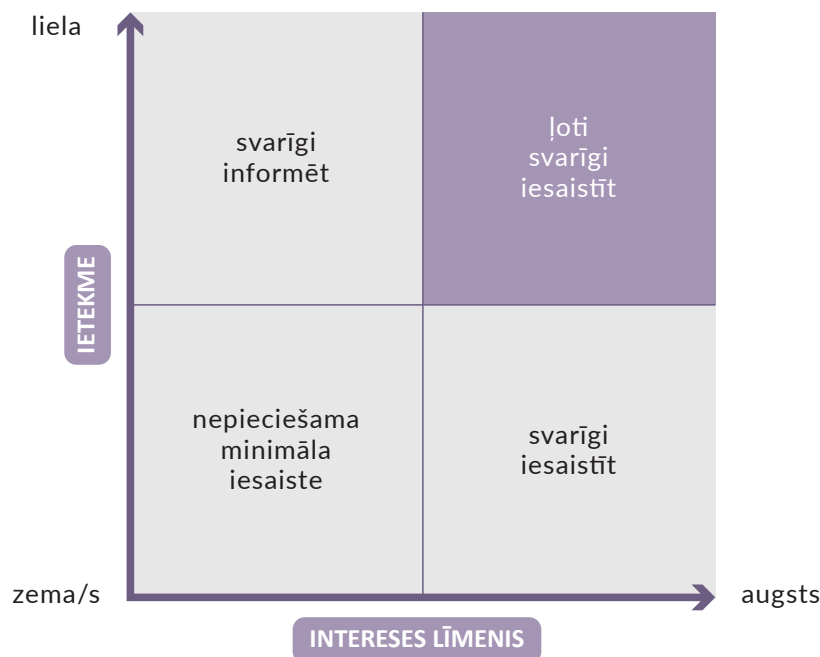 liela
svarīgi
informēt
ļoti
svarīgi
iesaistīt
IETEKME
nepieciešama
minimāla
iesaiste
svarīgi
iesaistīt
zema/s
augsts
INTERESES LĪMENIS